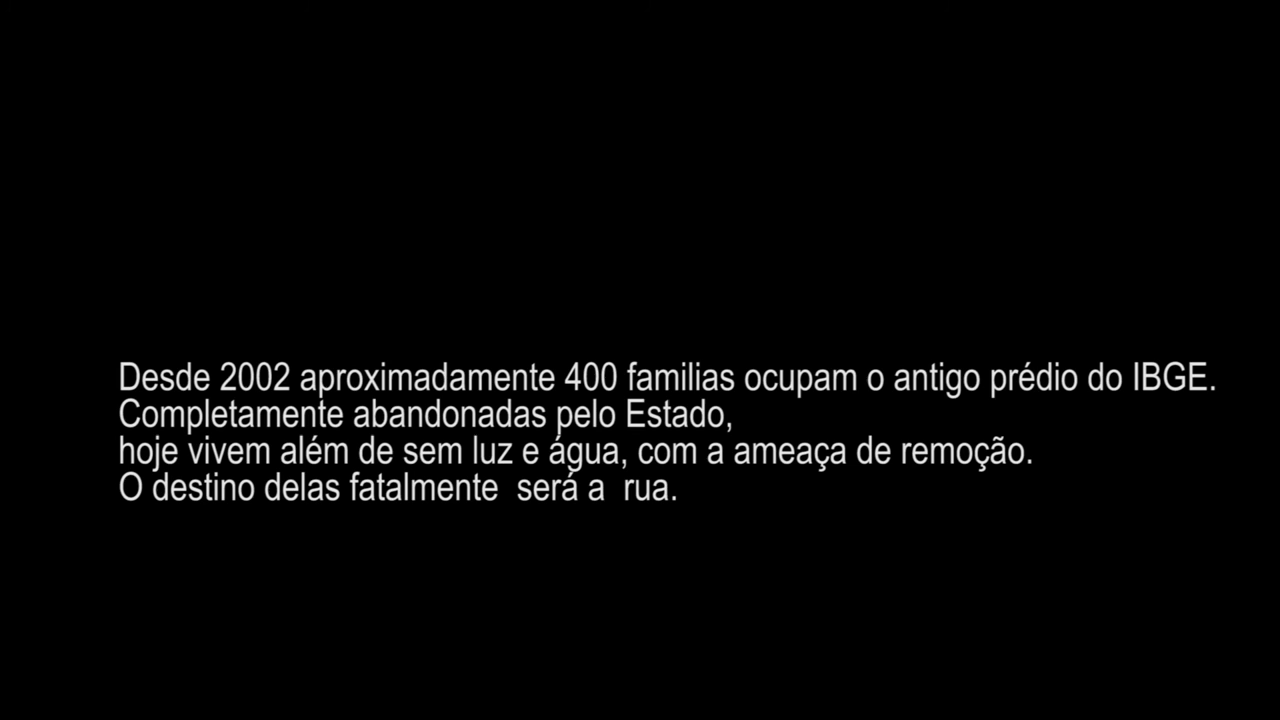 Desde 2002 aproximadamente 400 familias ocupam o antigo prédio do IBGE.
Completamente abandonadas pelo Estado,
hoje vivem além de sem luz e água, com a ameaça de remoção.
O destino delas fatalmente  será a  rua.